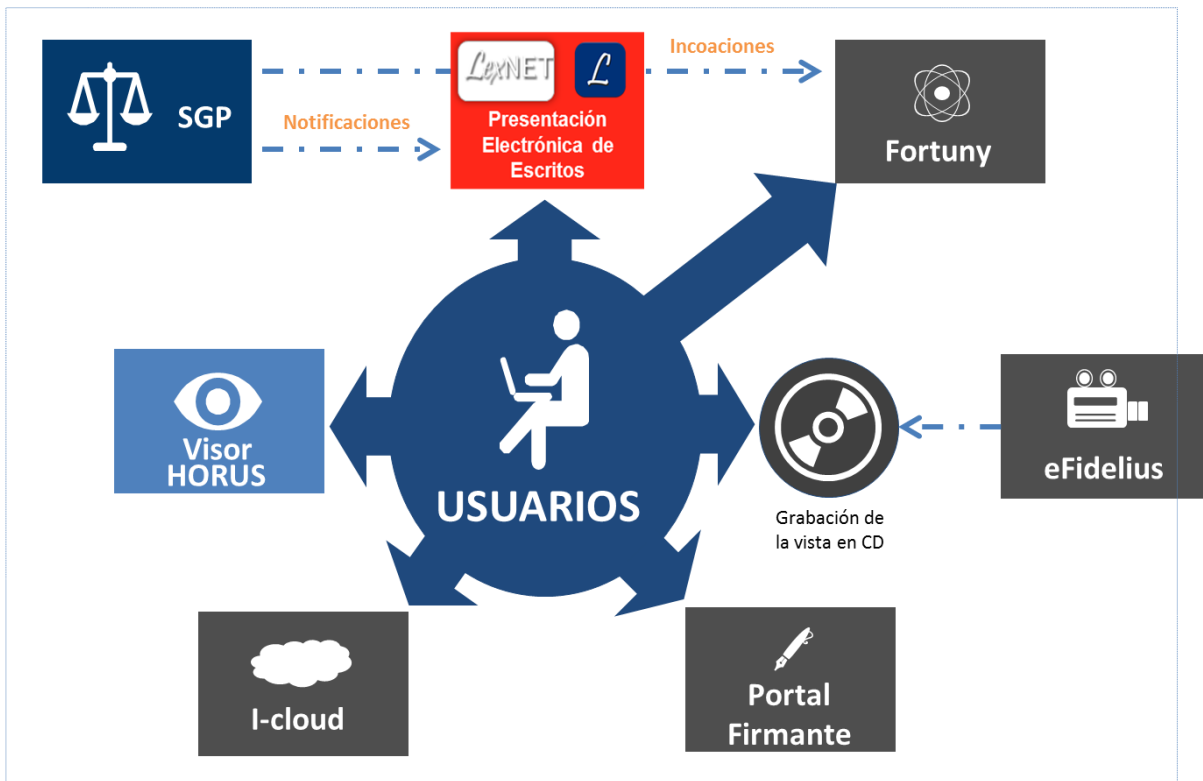 SGP
Notificaciones
LexNET
L
Presentación
Electrónica de
Escritos
Incoaciones
Fortuny
Visor
HORUS
USUARIOS
Grabación de
la vista en CD
eFidelius
I-cloud
Portal
Firmante